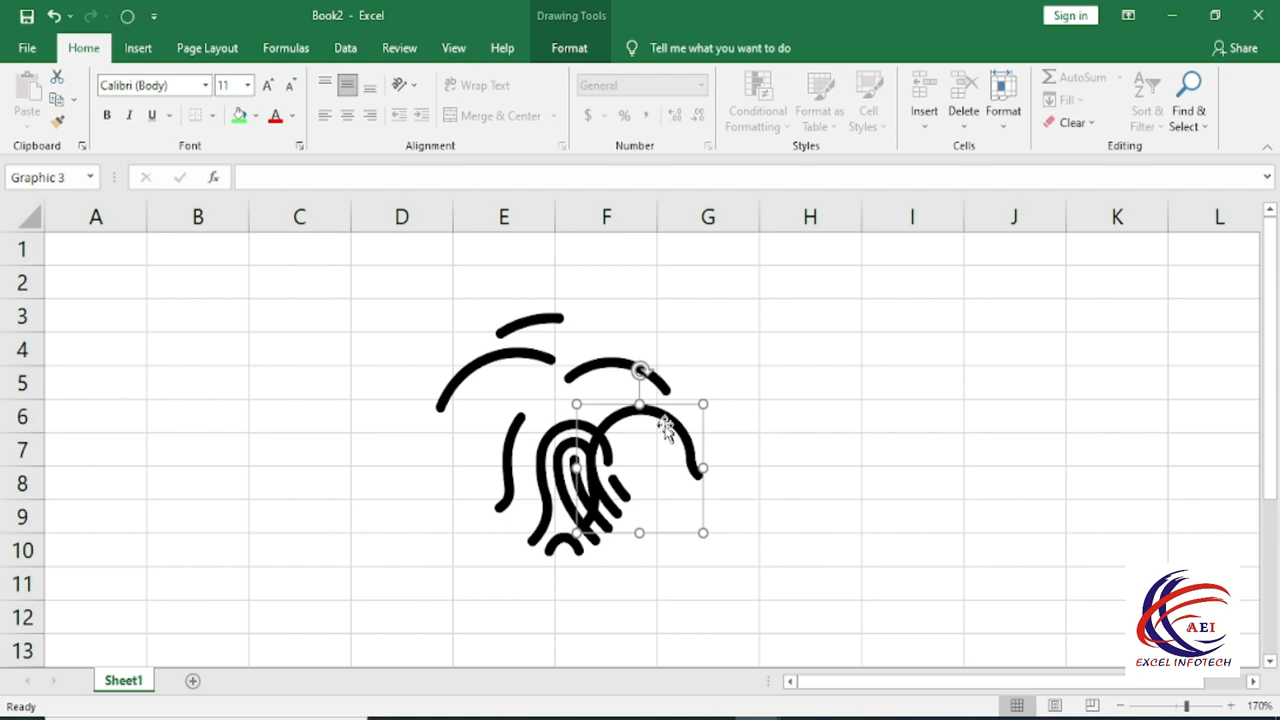 Book2 - Excel
Drawing Tools
Sign in
File
Home
Insert
Page Layout
Formulas
Data
Review
View
Help
Format
Tell me what you want to do
Share
Paste
Calibri (Body)
11
A A
B I U A
Wrap Text
Merge & Center
General
$ % ,
Conditional
Formatting
Format as
Table
Cell
Styles
Insert
Delete
Format
AutoSum
Fill
Clear
Sort &
Filter
Find &
Select
Clipboard
Font
Alignment
Number
Styles
Cells
Editing
Graphic 3
fx
A B C D E F G H I J K L
1
2
3
4
5
6
7
8
9
10
11
12
13
AEI
EXCEL INFOTECH
Sheet1
Ready
170%